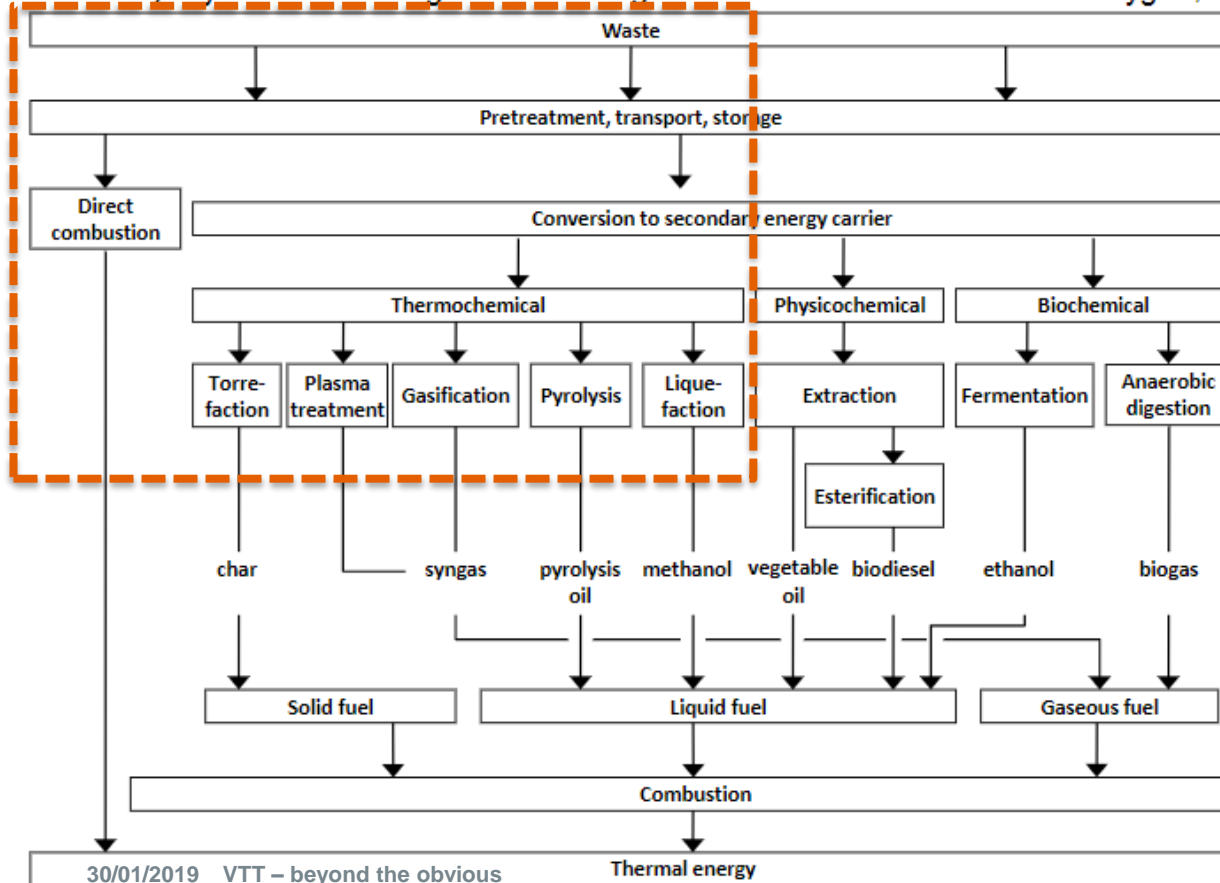 Waste
Pretreatment, transport, storage
Direct
combustion
Conversion to secondary energy carrier
Thermochemical
Physicochemical
Biochemical
Torre-
faction
Plasma
treatment
Gasification
Pyrolysis
Lique-
faction
Extraction
Fermentation
Anaerobic
digestion
Esterification
char
syngas
pyrolysis
oil
methanol
vegetable
oil
biodiesel
ethanol
biogas
Solid fuel
Liquid fuel
Gaseous fuel
Combustion
Thermal energy
30/01/2019 VTT – beyond the obvious